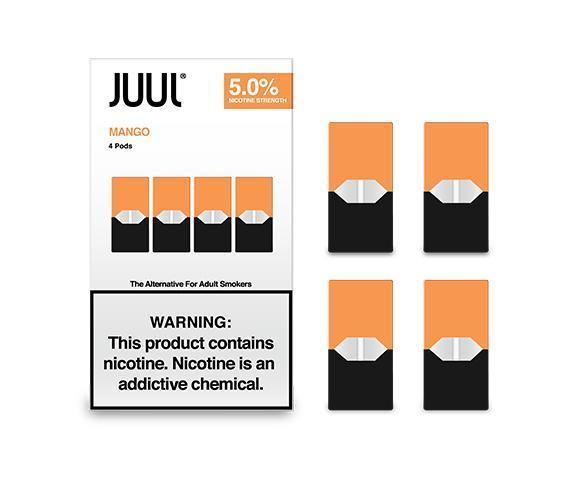 JUUL®
5.0%
NICOTINE STRENGTH
MANGO
4 Pods
The Alternative For Adult Smokers
WARNING:
This product contains
nicotine. Nicotine is an
addictive chemical.